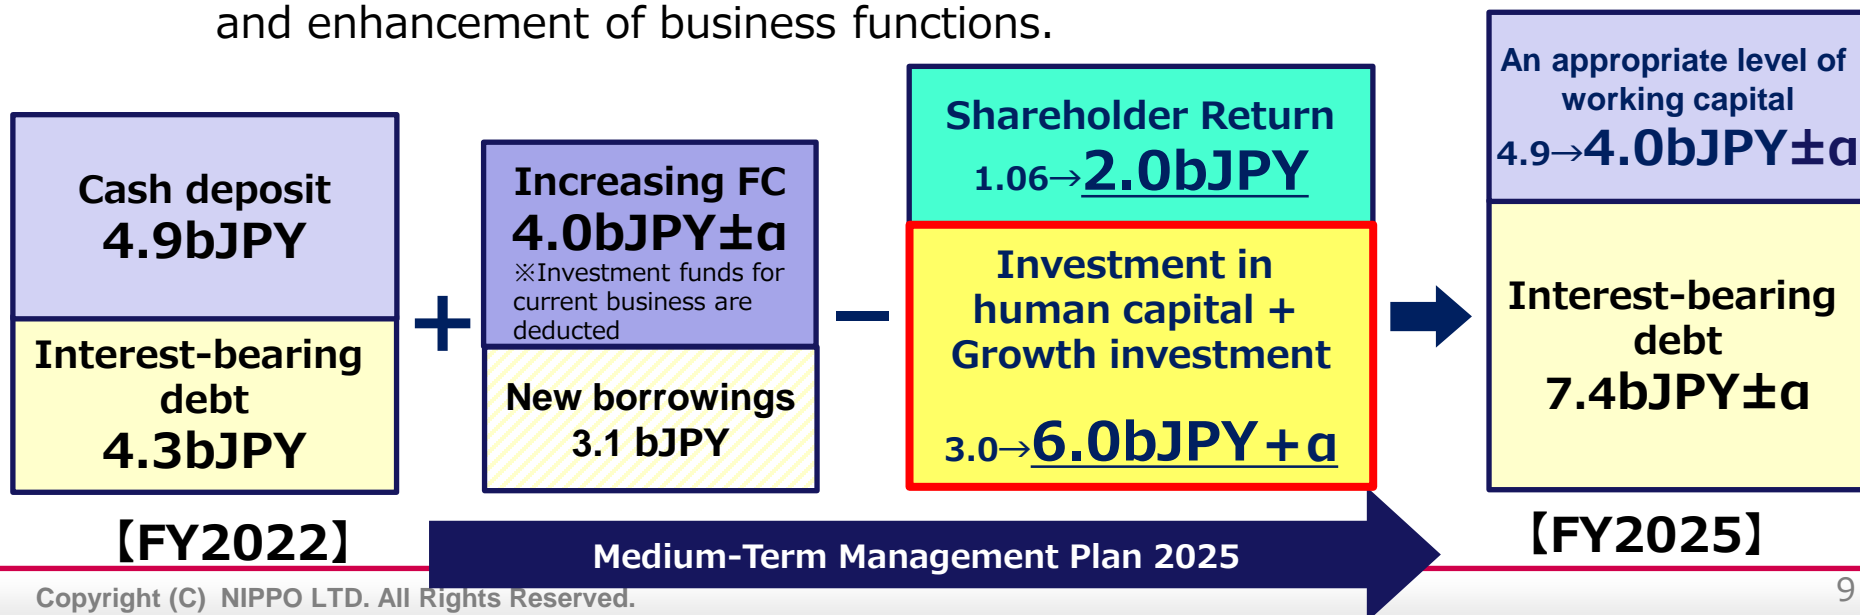 and enhancement of business functions.
Cash deposit
4.9bJPY
Interest-bearing
debt
4.3bJPY
+
Increasing FC
4.0bJPY±α
※Investment funds for
current business are
deducted
New borrowings
3.1 bJPY
−
Shareholder Return
1.06→2.0bJPY
Investment in
human capital +
Growth investment
3.0→6.0bJPY+α
An appropriate level of
working capital
4.9→4.0bJPY±α
Interest-bearing
debt
7.4bJPY±α
【FY2022】
Medium-Term Management Plan 2025
【FY2025】
Copyright (C) NIPPO LTD. All Rights Reserved.
9